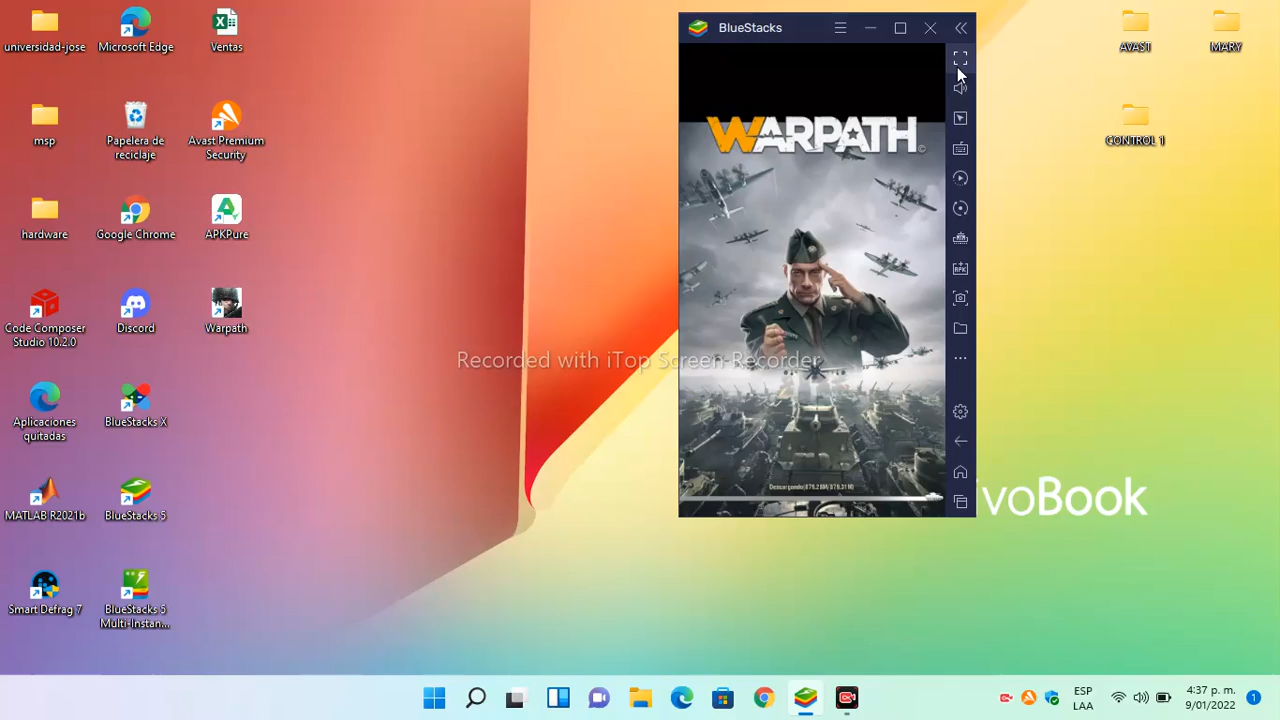 universidad-jose
Microsoft Edge
Ventas
msp
Papelera de
reciclaje
Avast Premium
Security
hardware
Google Chrome
APKPure
Code Composer
Studio 10.2.0
Discord
Warpath
Aplicaciones
quitadas
BlueStacks X
MATLAB R2021b
BlueStacks 5
Smart Defrag 7
BlueStacks 5
Multi-Instan...
BlueStacks
WARPATH
Recorded with iTop Screen Recorder
AVAST
MARY
CONTROL 1
voBook
ESP
LAA
4:37 p. m.
9/01/2022
1